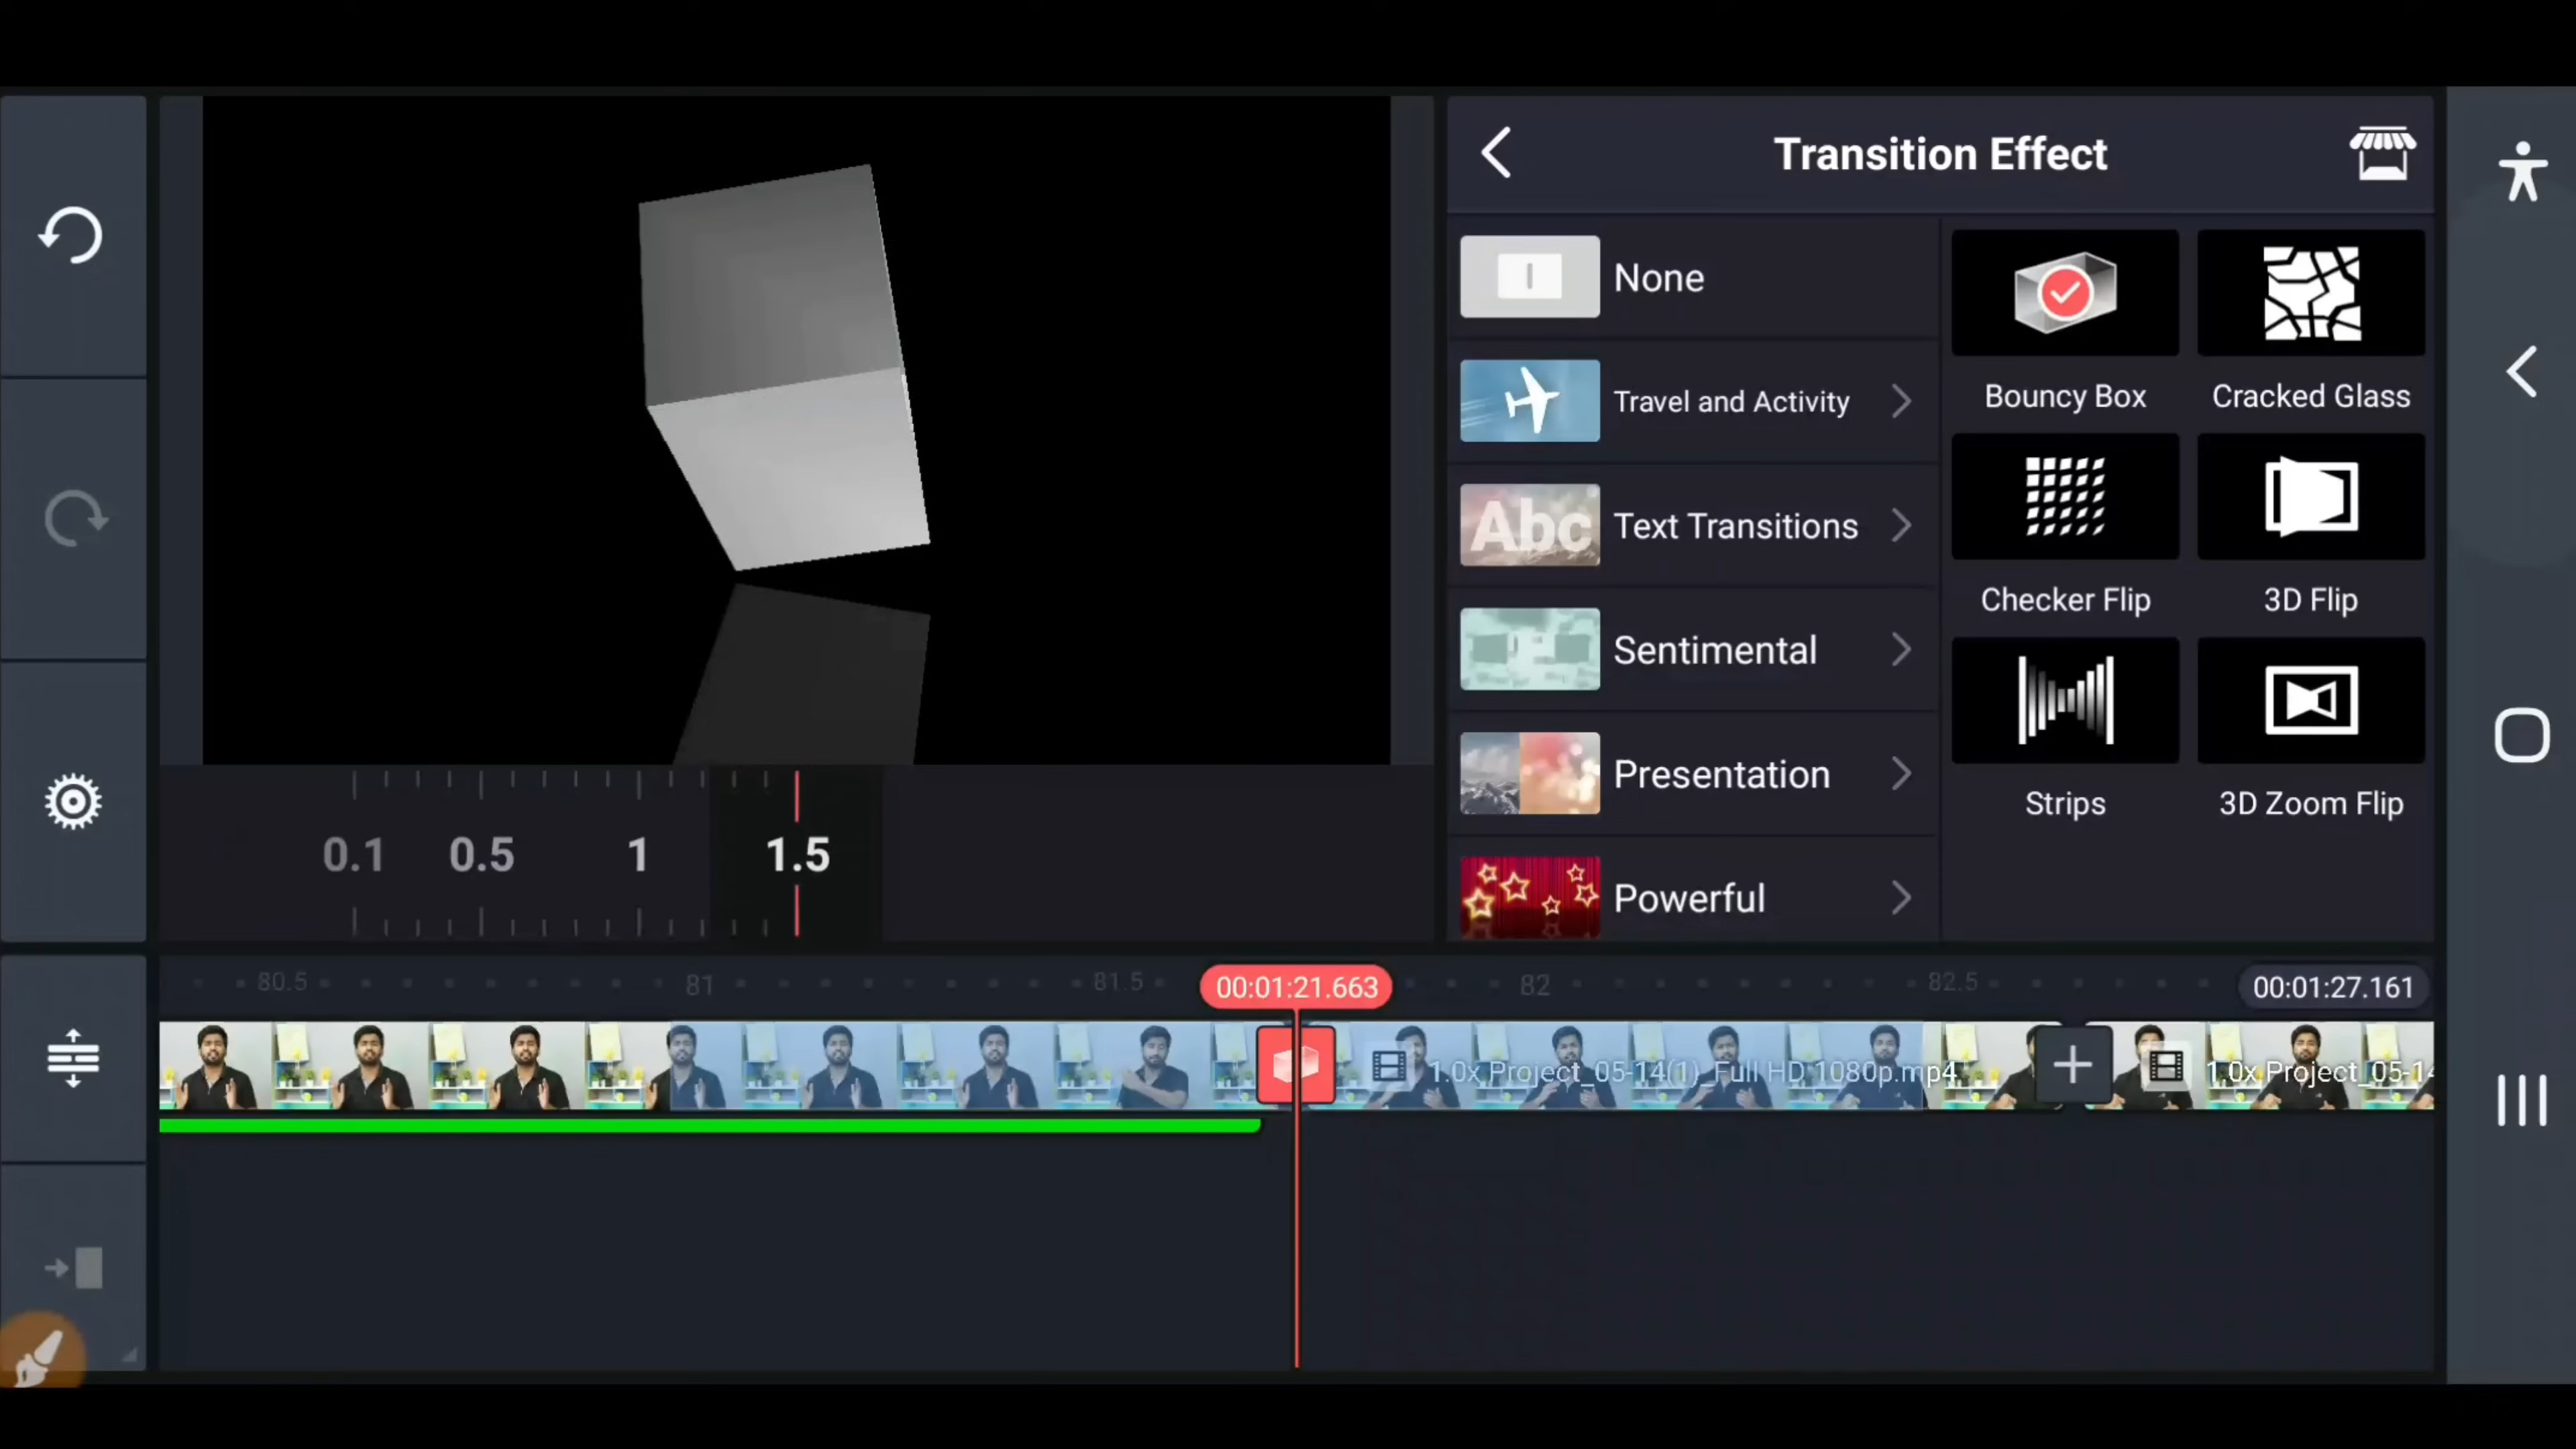 Transition Effect
None
Travel and Activity
Abc
Text Transitions
Sentimental
Presentation
Powerful
Bouncy Box
Cracked Glass
Checker Flip
3D Flip
Strips
3D Zoom Flip
0.1
0.5
1
1.5
80.5
81
81.5
00:01:21.663
82
82.5
00:01:27.161
1.0x Project_05-14(1)_Full HD 1080p.mp4
1.0x Project_05-14